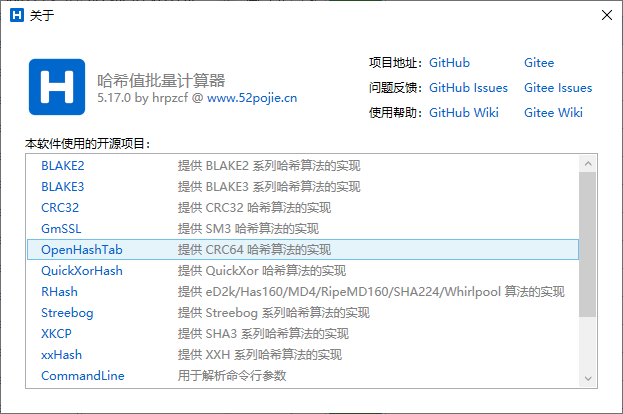 关于
哈希值批量计算器
5.17.0 by hrpzcf @ www.52pojie.cn
项目地址: GitHub Gitee
问题反馈: GitHub Issues Gitee Issues
使用帮助: GitHub Wiki Gitee Wiki
本软件使用的开源项目:
BLAKE2 提供 BLAKE2 系列哈希算法的实现
BLAKE3 提供 BLAKE3 系列哈希算法的实现
CRC32 提供 CRC32 哈希算法的实现
GmSSL 提供 SM3 哈希算法的实现
OpenHashTab 提供 CRC64 哈希算法的实现
QuickXorHash 提供 QuickXor 哈希算法的实现
RHash 提供 eD2k/Has160/MD4/RipeMD160/SHA224/Whirlpool 算法的实现
Streebog 提供 Streebog 系列哈希算法的实现
XKCP 提供 SHA3 系列哈希算法的实现
xxHash 提供 XXH 系列哈希算法的实现
CommandLine 用于解析命令行参数